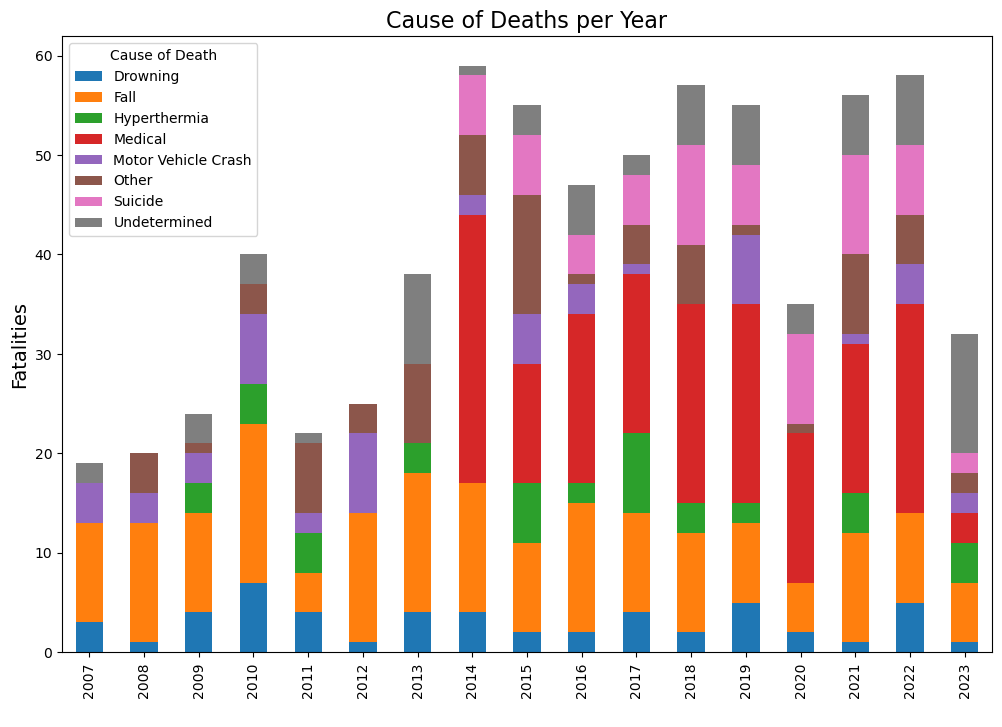 Cause of Deaths per Year
Cause of Death
Drowning
Fall
Hyperthermia
Medical
Motor Vehicle Crash
Other
Suicide
Undetermined
Fatalities
60
50
40
30
20
10
0
2007
2008
2009
2010
2011
2012
2013
2014
2015
2016
2017
2018
2019
2020
2021
2022
2023